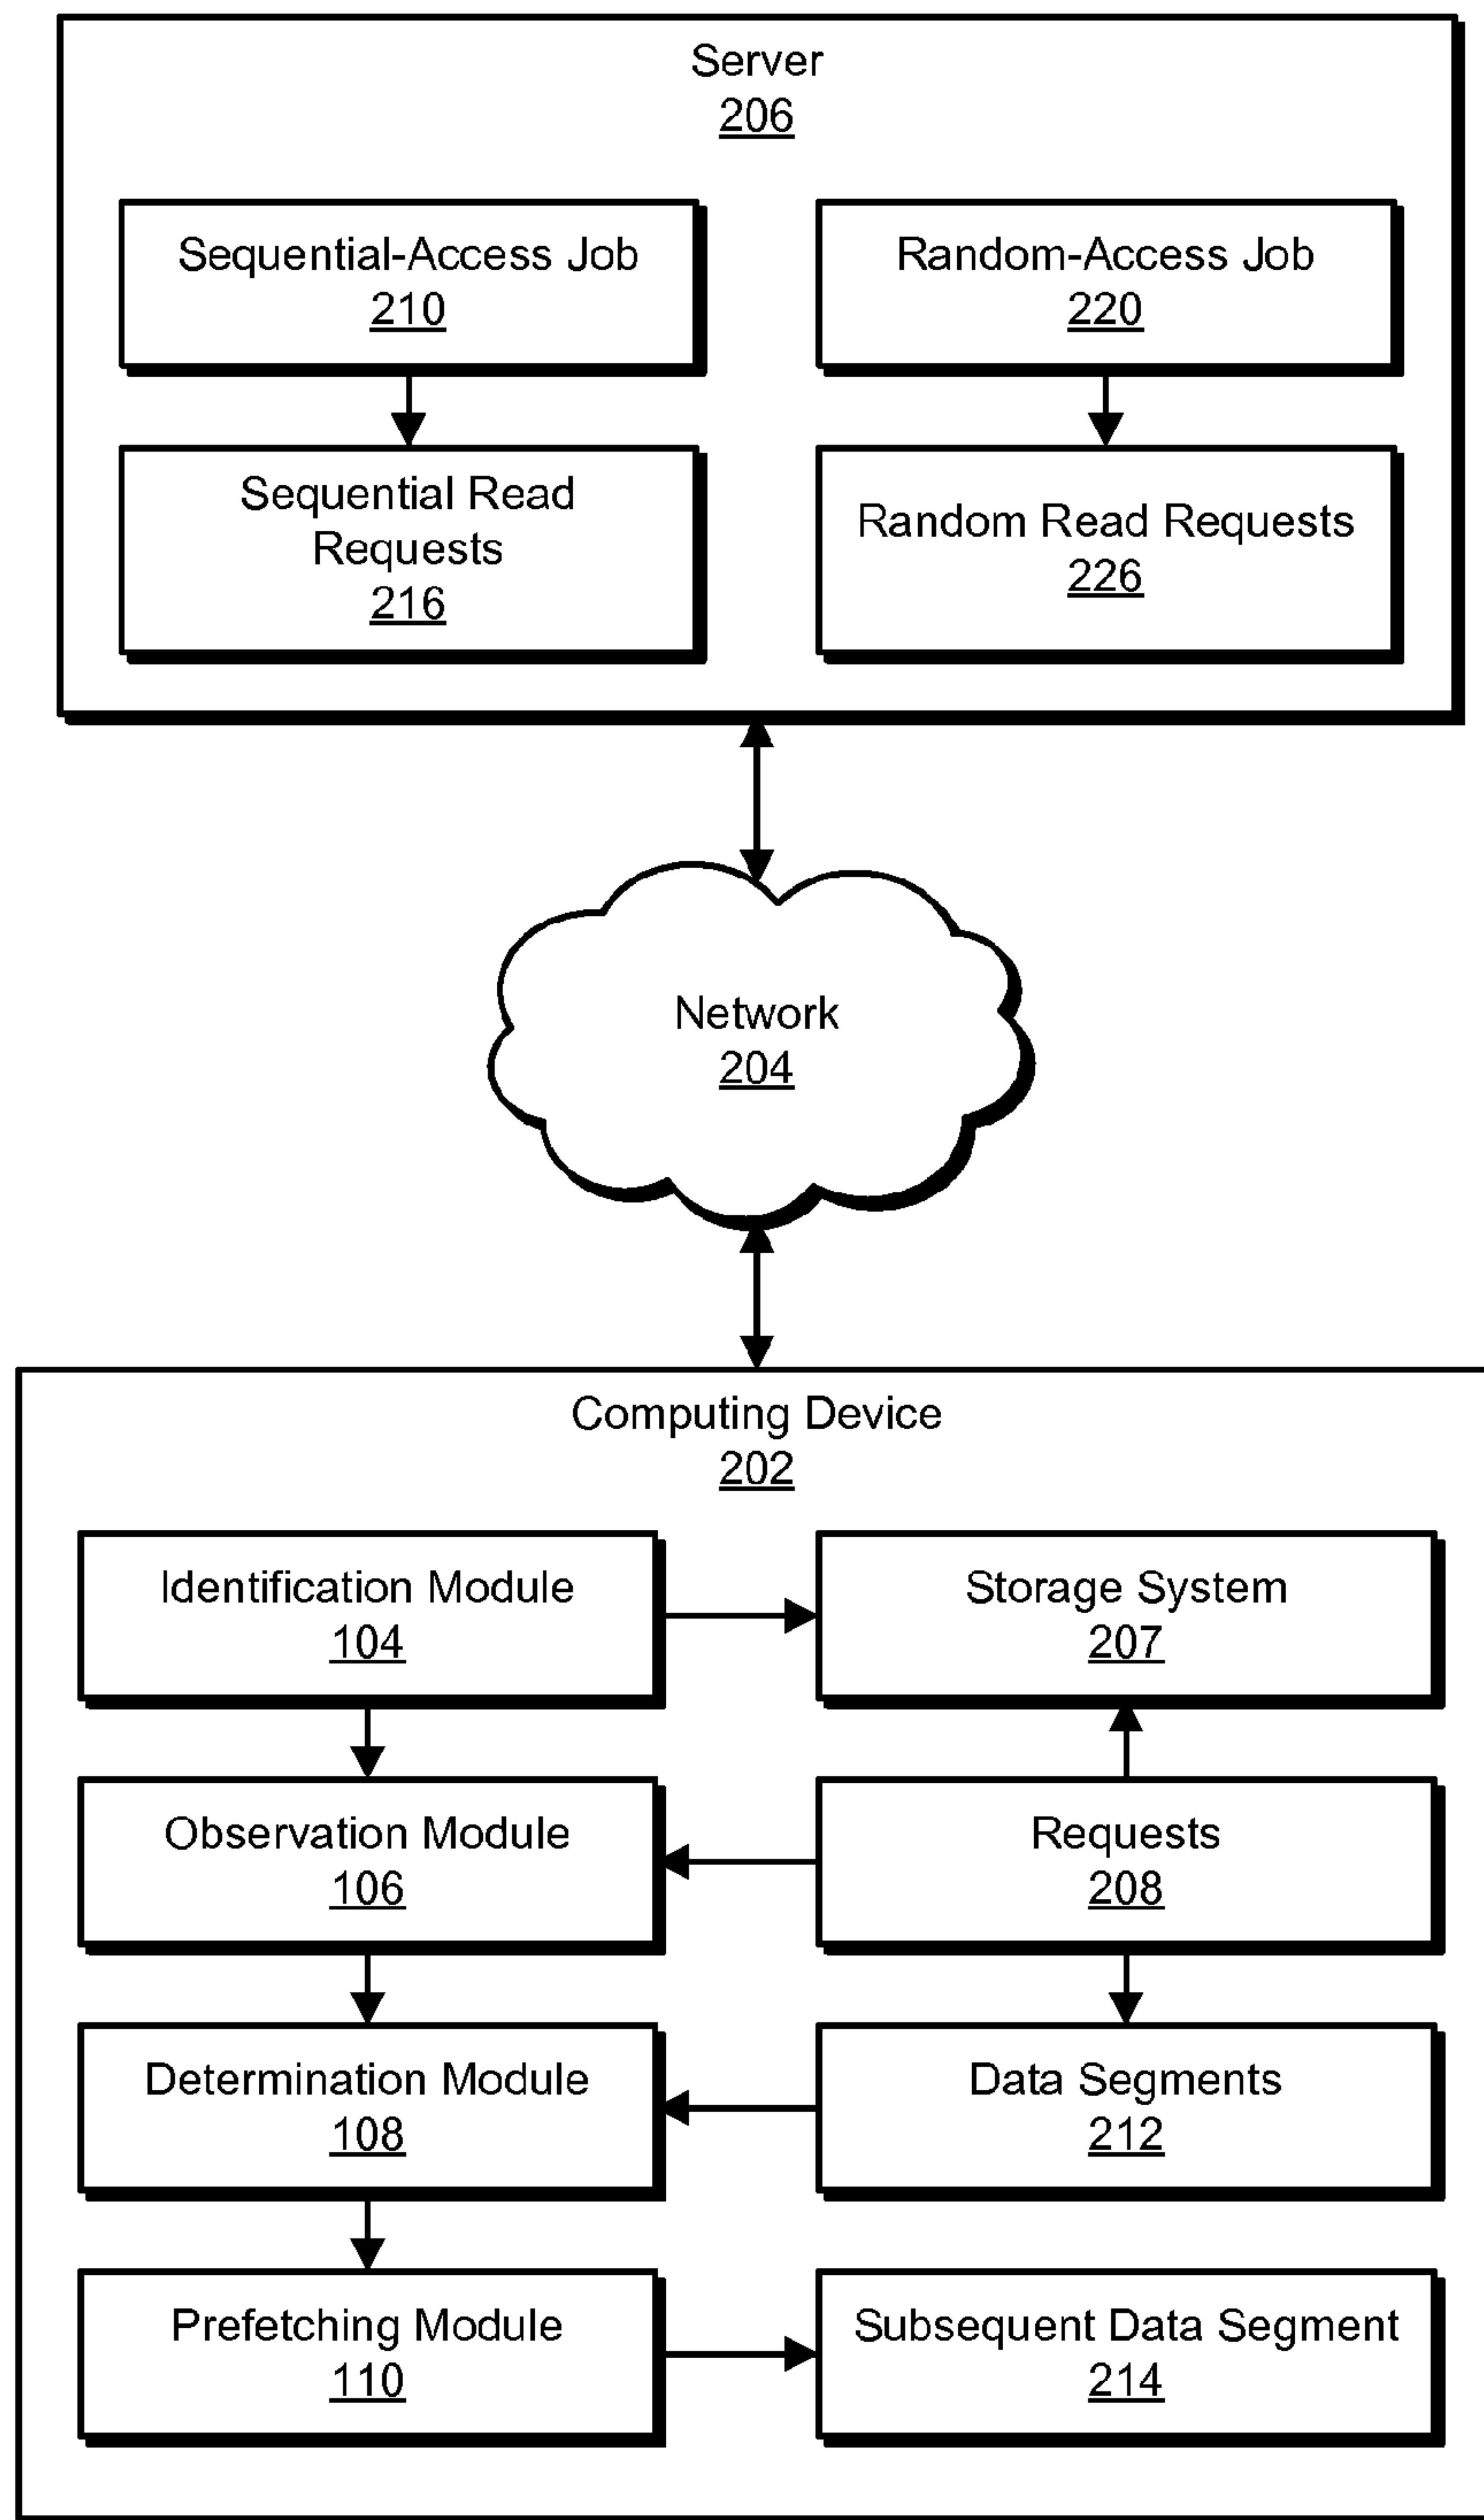 Server
206
Sequential-Access Job
210
Random-Access Job
220
Sequential Read
Requests
216
Random Read Requests
226
Network
204
Computing Device
202
Identification Module
104
Storage System
207
Observation Module
106
Requests
208
Determination Module
108
Data Segments
212
Prefetching Module
110
Subsequent Data Segment
214